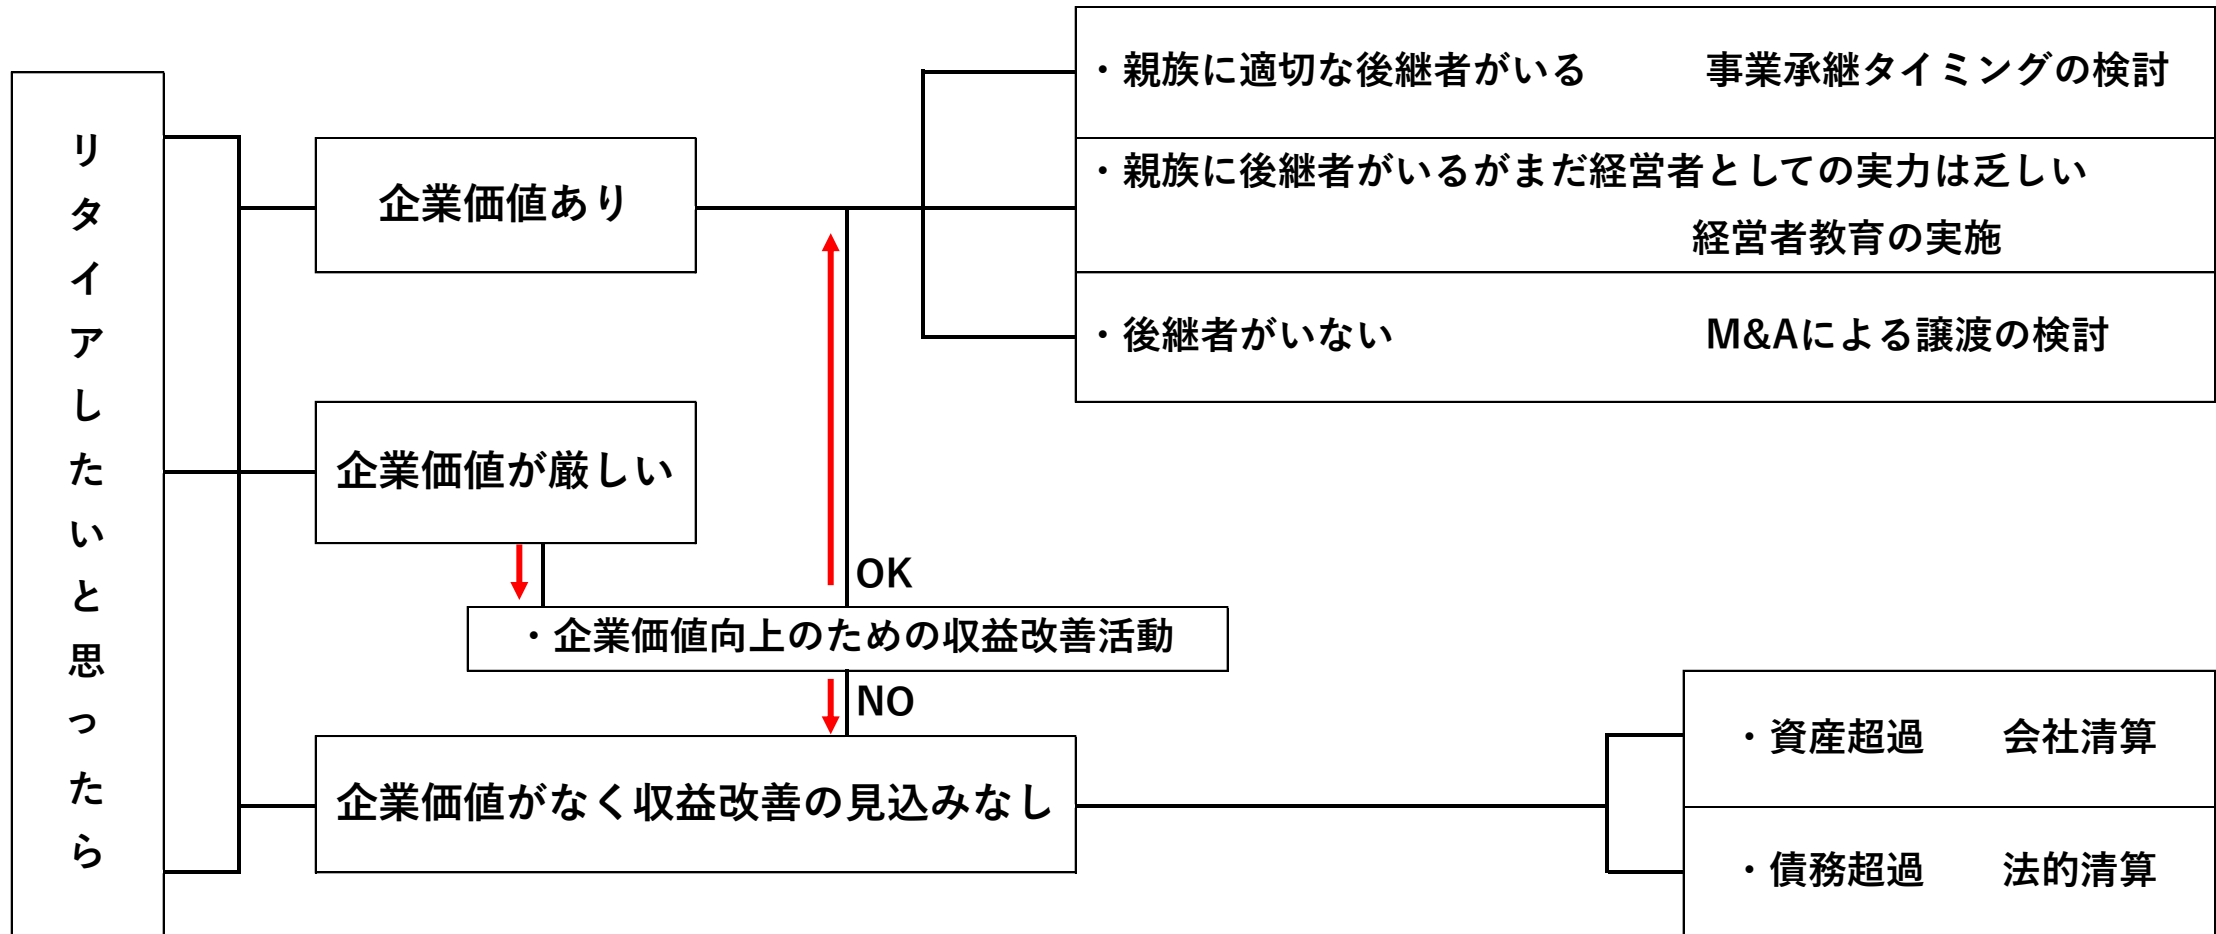 リタイアしたいと思ったら
企業価値あり
・親族に適切な後継者がいる 事業承継タイミングの検討
・親族に後継者がいるがまだ経営者としての実力は乏しい
経営者教育の実施
・後継者がいない M&Aによる譲渡の検討
企業価値が厳しい
OK
・企業価値向上のための収益改善活動
NO
企業価値がなく収益改善の見込みなし
・資産超過 会社清算
・債務超過 法的清算